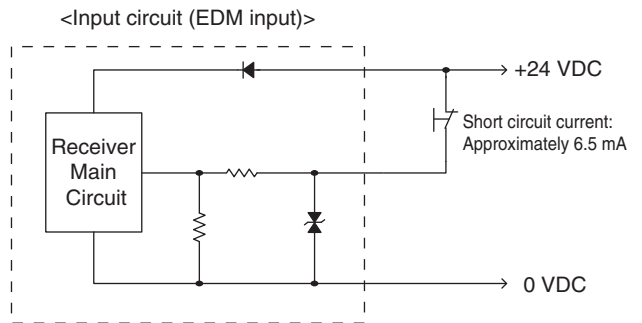 <Input circuit (EDM input)>
+24 VDC
Short circuit current:
Approximately 6.5 mA
Receiver
Main
Circuit
0 VDC